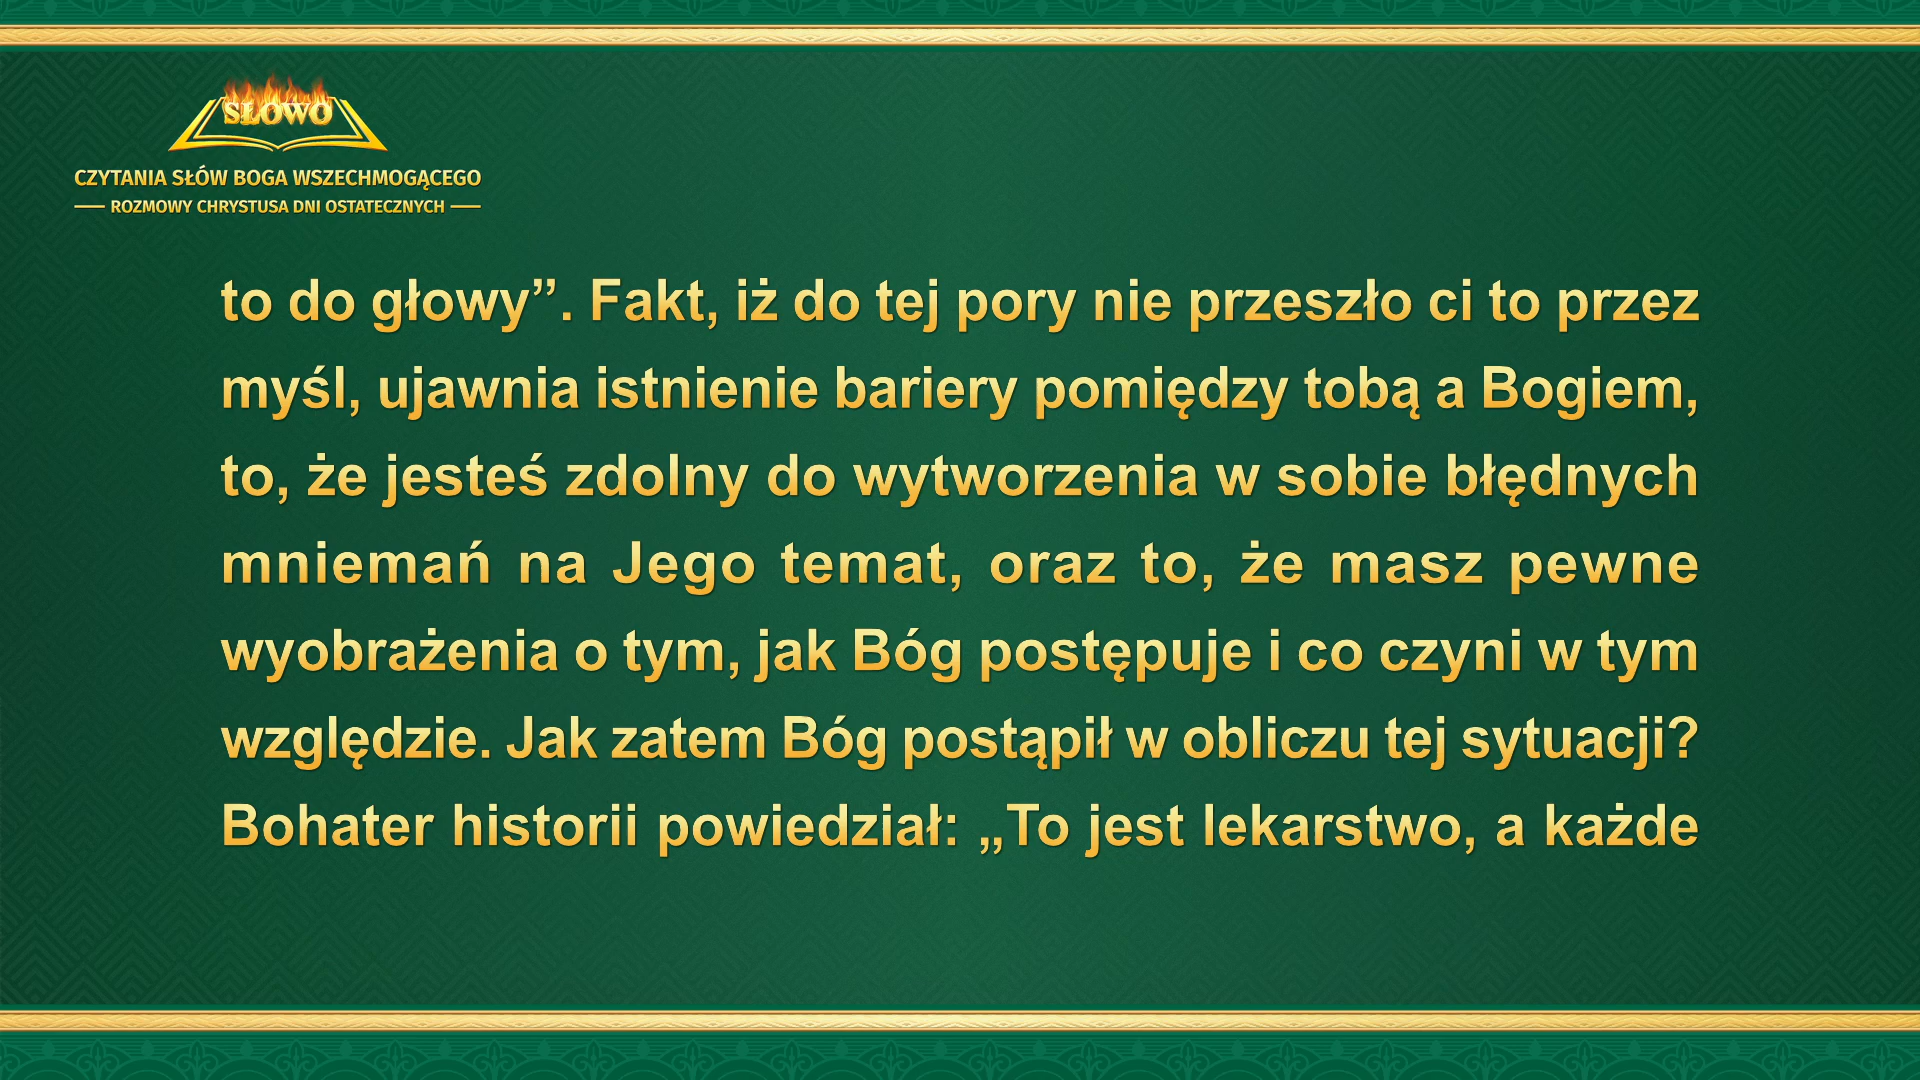 SŁOWO
CZYTANIA SŁÓW BOGA WSZECHMOGĄCEGO
ROZMOWY CHRYSTUSA DNI OSTATECZNYCH
to do głowy”. Fakt, iż do tej pory nie przeszło ci to przez
myśl, ujawnia istnienie bariery pomiędzy tobą a Bogiem,
to, że jesteś zdolny do wytworzenia w sobie błędnych
mniemań na Jego temat, oraz to, że masz pewne
wyobrażenia o tym, jak Bóg postępuje i co czyni w tym
względzie. Jak zatem Bóg postąpił w obliczu tej sytuacji?
Bohater historii powiedział: „To jest lekarstwo, a każde